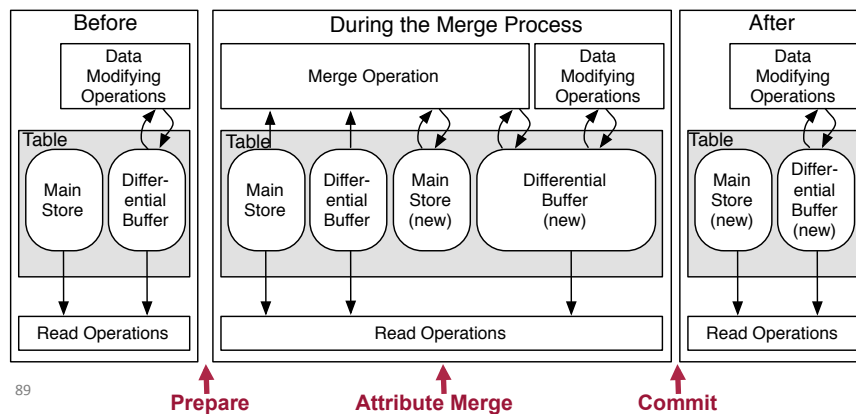 Before
Data
Modifying
Operations
Table
Main
Store
Differ-
ential
Buffer
Read Operations
During the Merge Process
Merge Operation
Data
Modifying
Operations
Table
Main
Store
Differ-
ential
Buffer
Main
Store
(new)
Differential
Buffer
(new)
Read Operations
After
Data
Modifying
Operations
Table
Main
Store
(new)
Differ-
ential
Buffer
(new)
Read Operations
89
Prepare
Attribute Merge
Commit